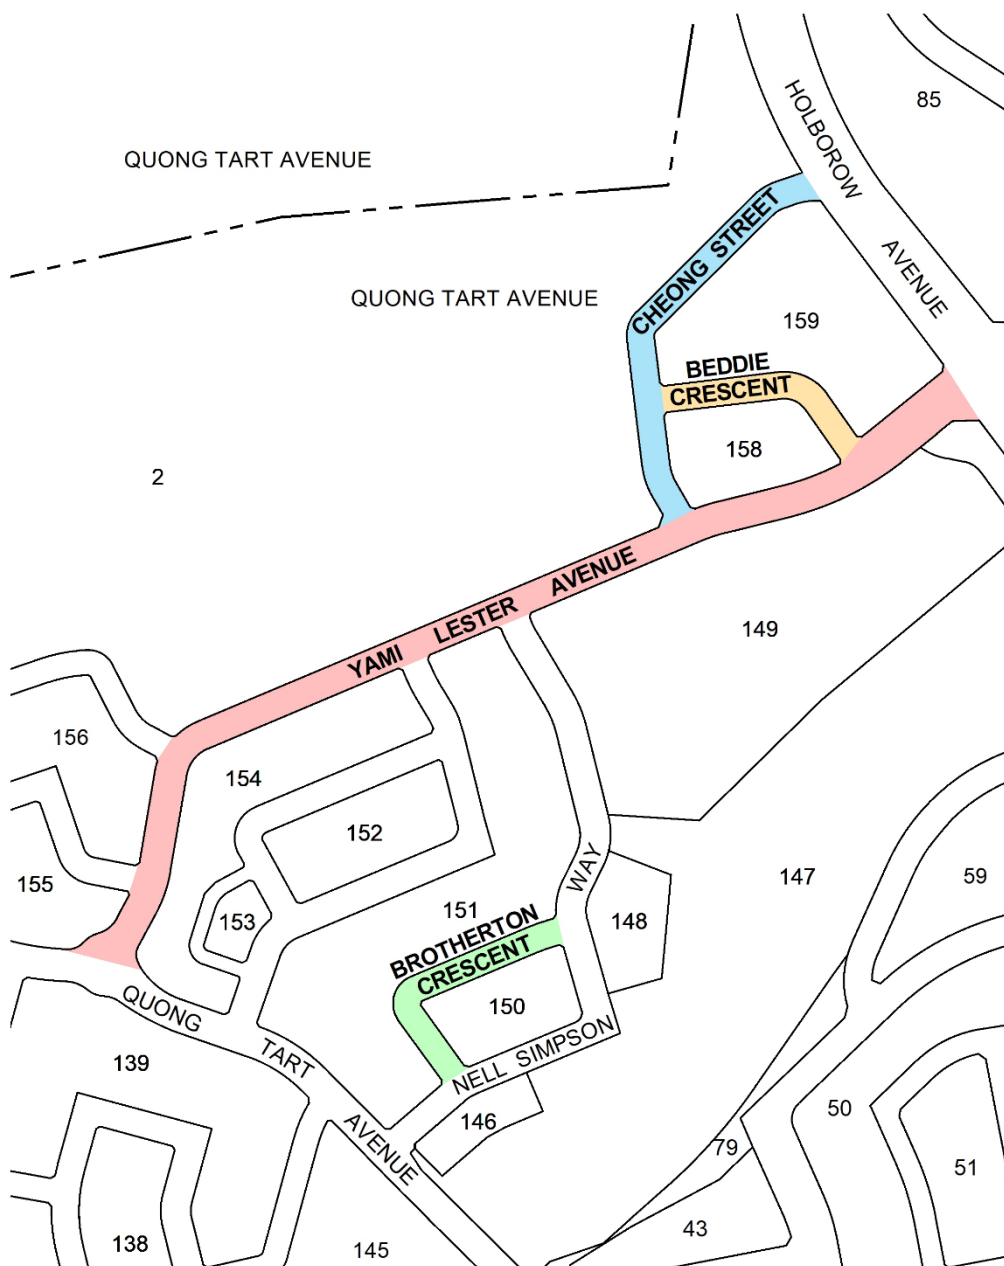 85
HOLBOROW
AVENUE
QUONG TART AVENUE
CHEONG STREET
QUONG TART AVENUE
159
BEDDIE
CRESCENT
158
2
YAMI LESTER AVENUE
149
156
154
152
155
153
151
WAY
147
59
148
BROTHERTON
CRESCENT
150
QUONG
TART
AVENUE
NELL SIMPSON
139
146
50
79
51
138
145
43